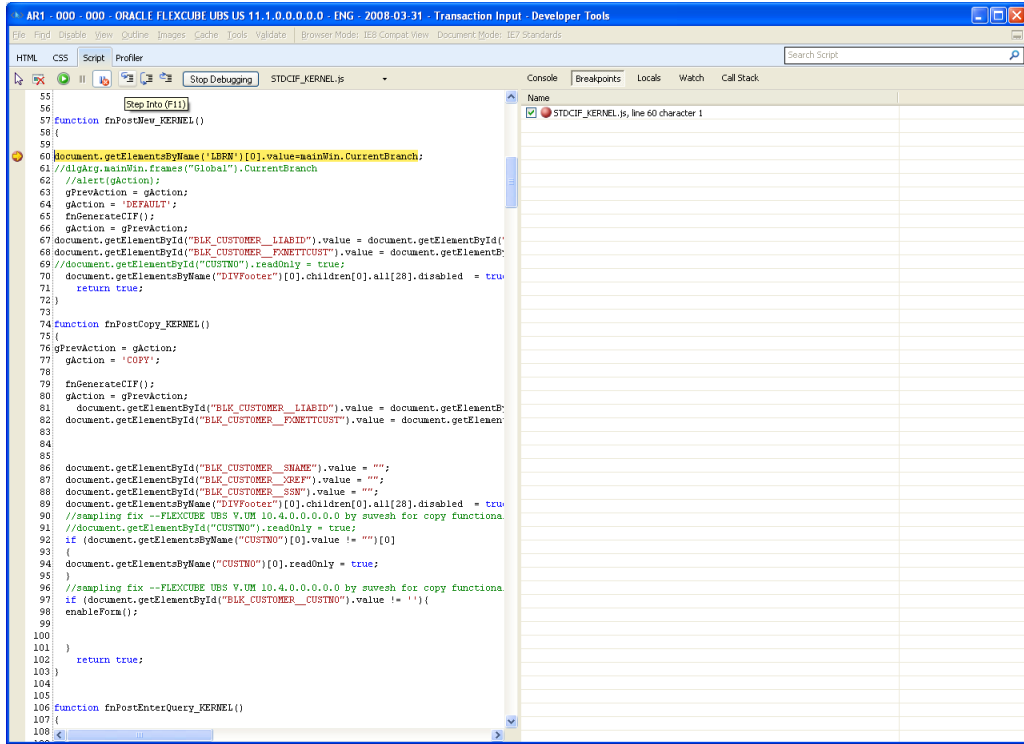 AR1 - 000 - 000 - ORACLE FLEXCUBE UBS US 11.1.0.0.0.0.0 - ENG - 2008-03-31 - Transaction Input - Developer Tools
File Find Disable View Outline Images Cache Tools Validate Browser Mode: IE8 Compat View Document Mode: IE7 Standards
HTML CSS Script Profiler Search Script
Stop Debugging STDCIF_KERNEL.js Console Breakpoints Locals Watch Call Stack
Step Into (F11)
Name
STDCIF_KERNEL.js, line 60 character 1
55
56
57 function fnPostNew_KERNEL()
58 {
59
60 document.getElementsByName('LBRN')[0].value=mainWin.CurrentBranch;
61 //dlgArg.mainWin.frames("Global").CurrentBranch
62 //alert(gAction);
63 gPrevAction = gAction;
64 gAction = 'DEFAULT';
65 fnGenerateCIF();
66 gAction = gPrevAction;
67 document.getElementById("BLK_CUSTOMER__LIABID").value = document.getElementById("
68 document.getElementById("BLK_CUSTOMER__FXNETTCUST").value = document.getElementB
69 //document.getElementById("CUSTNO").readOnly = true;
70 document.getElementsByName("DIVFooter")[0].children[0].all[28].disabled = tru
71 return true;
72 }
73
74 function fnPostCopy_KERNEL()
75 {
76 gPrevAction = gAction;
77 gAction = 'COPY';
78
79 fnGenerateCIF();
80 gAction = gPrevAction;
81 document.getElementById("BLK_CUSTOMER__LIABID").value = document.getElementB
82 document.getElementById("BLK_CUSTOMER__FXNETTCUST").value = document.getElemen
83
84
85
86 document.getElementById("BLK_CUSTOMER__SNAME").value = "";
87 document.getElementById("BLK_CUSTOMER__XREF").value = "";
88 document.getElementById("BLK_CUSTOMER__SSN").value = "";
89 document.getElementsByName("DIVFooter")[0].children[0].all[28].disabled = tru
90 //sampling fix --FLEXCUBE UBS V.UM 10.4.0.0.0.0.0 by suvesh for copy functiona
91 //document.getElementById("CUSTNO").readOnly = true;
92 if (document.getElementsByName("CUSTNO")[0].value != "")[0]
93 {
94 document.getElementsByName("CUSTNO")[0].readOnly = true;
95 }
96 //sampling fix --FLEXCUBE UBS V.UM 10.4.0.0.0.0.0 by suvesh for copy functiona
97 if (document.getElementById("BLK_CUSTOMER__CUSTNO").value != ''){
98 enableForm();
99
100
101 }
102 return true;
103 }
104
105
106 function fnPostEnterQuery_KERNEL()
107 {
108